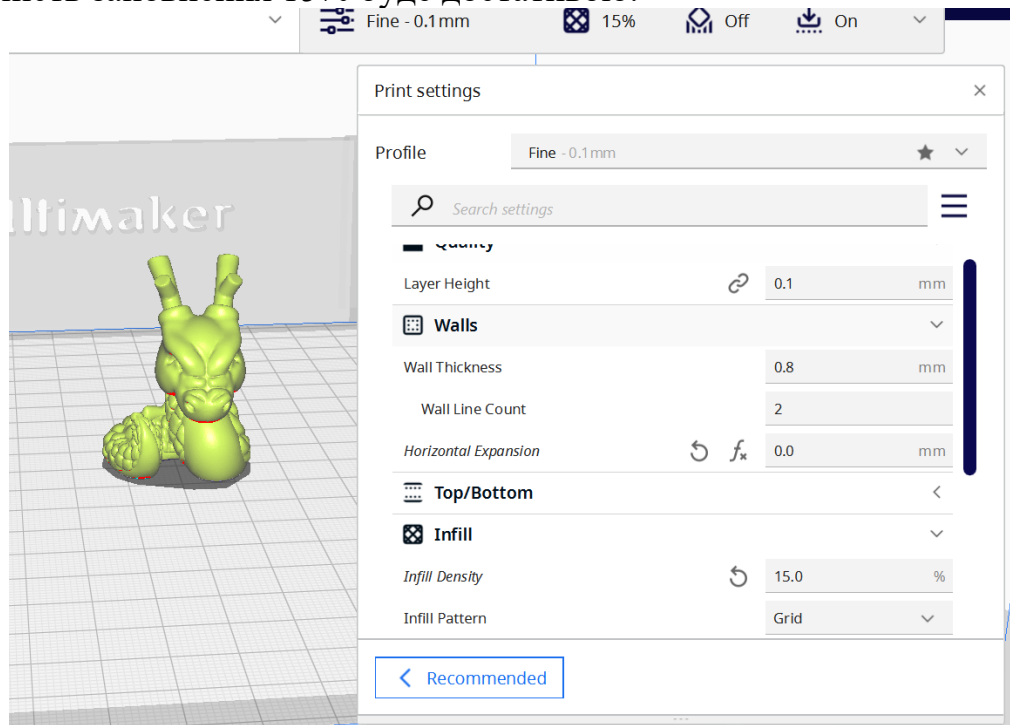 Fine - 0.1mm 15% Off On
Print settings
Profile Fine - 0.1mm
Search settings
ltimaker
Quality
Layer Height 0.1 mm
Walls
Wall Thickness 0.8 mm
Wall Line Count 2
Horizontal Expansion 0.0 mm
Top/Bottom
Infill
Infill Density 15.0 %
Infill Pattern Grid
Recommended